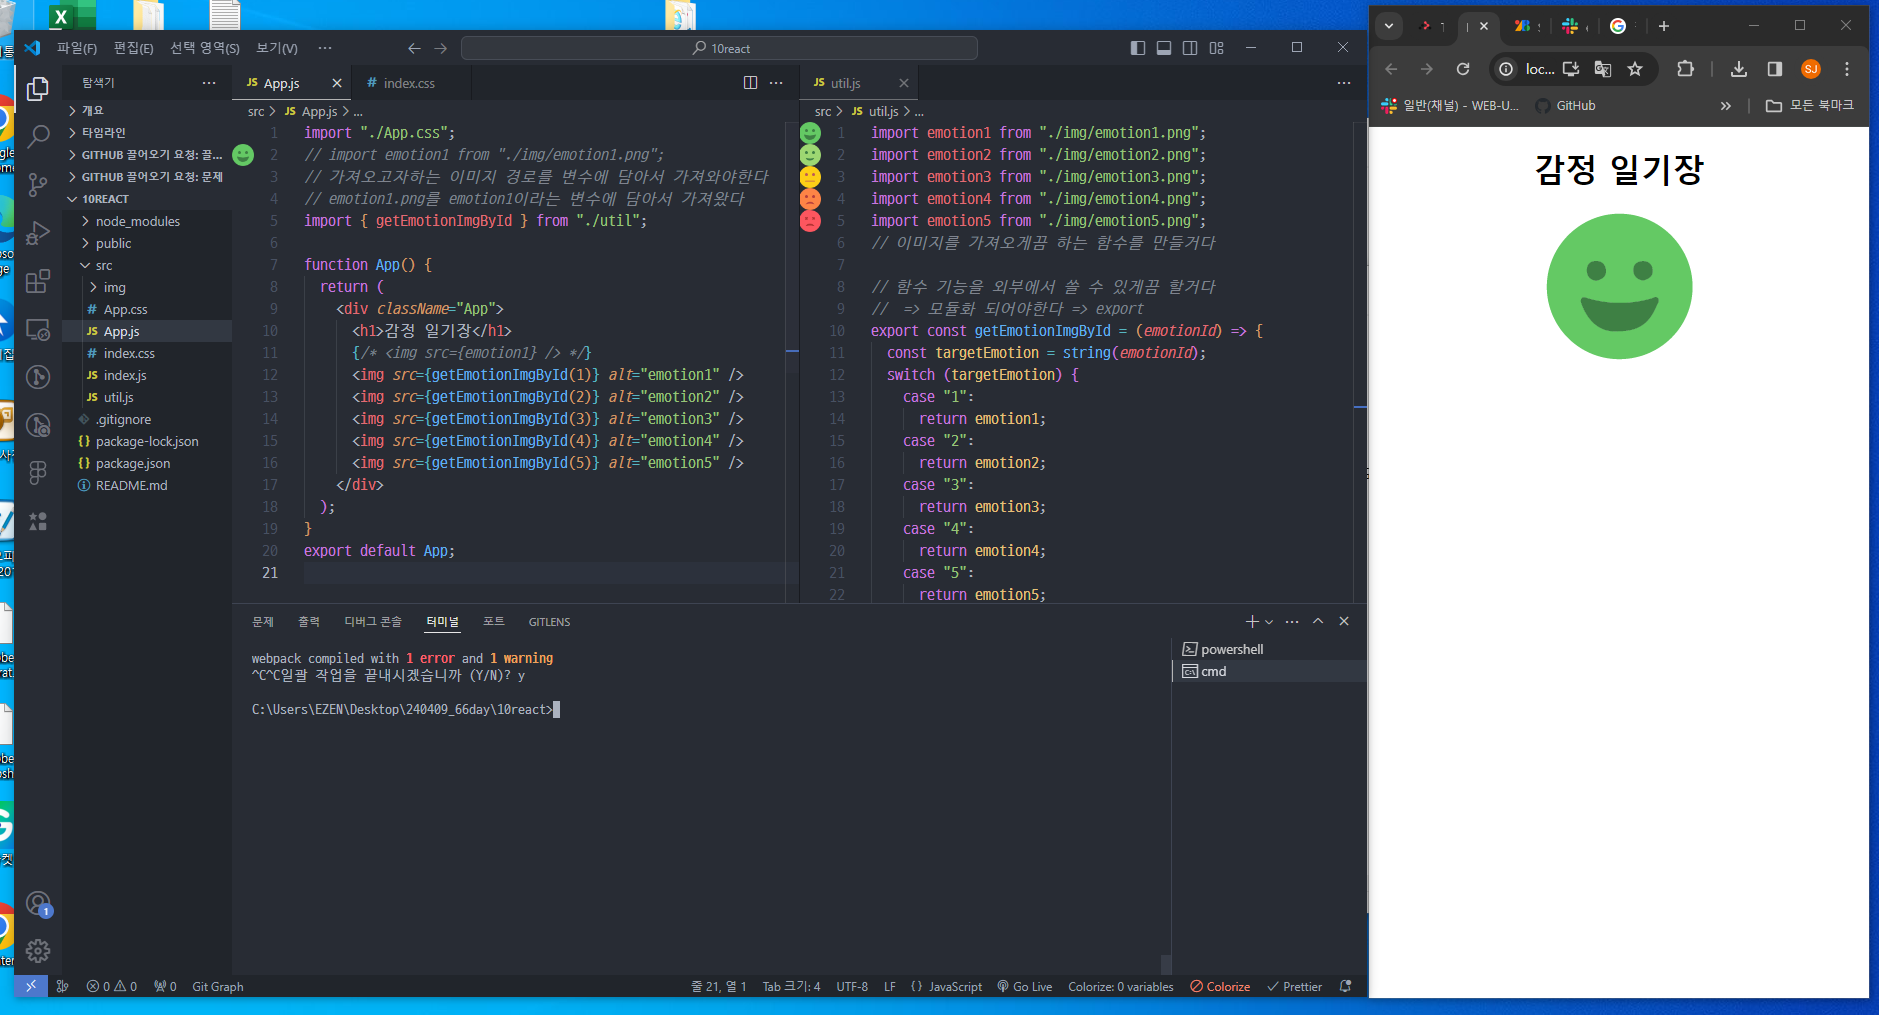 파일(F) 편집(E) 선택 영역(S) 보기(V) ··· 10react
탐색기 ···
개요
타임라인
GITHUB 끌어오기 요청: 끌...
GITHUB 끌어오기 요청: 문제
10REACT
node_modules
public
src
img
# App.css
JS App.js
# index.css
JS index.js
JS util.js
.gitignore
{} package-lock.json
{} package.json
README.md
JS App.js # index.css
src > JS App.js > ...
1 import "./App.css";
2 // import emotion1 from "./img/emotion1.png";
3 // 가져오고자하는 이미지 경로를 변수에 담아서 가져와야한다
4 // emotion1.png를 emotion1이라는 변수에 담아서 가져왔다
5 import { getEmotionImgById } from "./util";
6
7 function App() {
8 return (
9 <div className="App">
10 <h1>감정 일기장</h1>
11 {/* <img src={emotion1} /> */}
12 <img src={getEmotionImgById(1)} alt="emotion1" />
13 <img src={getEmotionImgById(2)} alt="emotion2" />
14 <img src={getEmotionImgById(3)} alt="emotion3" />
15 <img src={getEmotionImgById(4)} alt="emotion4" />
16 <img src={getEmotionImgById(5)} alt="emotion5" />
17 </div>
18 );
19 }
20 export default App;
21
JS util.js
src > JS util.js > ...
1 import emotion1 from "./img/emotion1.png";
2 import emotion2 from "./img/emotion2.png";
3 import emotion3 from "./img/emotion3.png";
4 import emotion4 from "./img/emotion4.png";
5 import emotion5 from "./img/emotion5.png";
6 // 이미지를 가져오게끔 하는 함수를 만들거다
7
8 // 함수 기능을 외부에서 쓸 수 있게끔 할거다
9 // => 모듈화 되어야한다 => export
10 export const getEmotionImgById = (emotionId) => {
11 const targetEmotion = string(emotionId);
12 switch (targetEmotion) {
13 case "1":
14 return emotion1;
15 case "2":
16 return emotion2;
17 case "3":
18 return emotion3;
19 case "4":
20 return emotion4;
21 case "5":
22 return emotion5;
문제 출력 디버그 콘솔 터미널 포트 GITLENS
webpack compiled with 1 error and 1 warning
^C^C일괄 작업을 끝내시겠습니까 (Y/N)? y
C:\Users\EZEN\Desktop\240409_66day\10react>
powershell
cmd
0 0 0 Git Graph 줄 21, 열 1 Tab 크기: 4 UTF-8 LF {} JavaScript Go Live Colorize: 0 variables Colorize Prettier
loc... SJ
일반(채널) - WEB-U... GitHub » 모든 북마크
감정 일기장